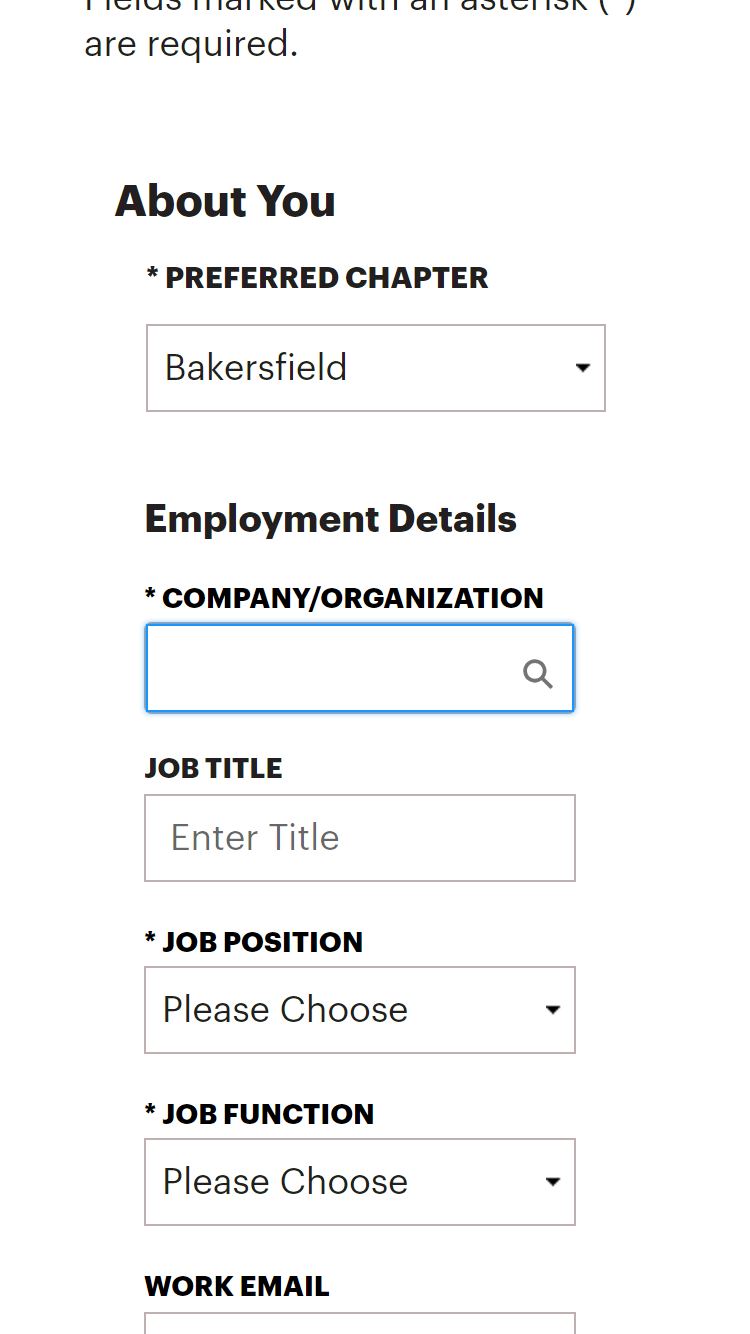 Fields marked with an asterisk (*)
are required.
About You
* PREFERRED CHAPTER
Bakersfield
Employment Details
* COMPANY/ORGANIZATION
JOB TITLE
Enter Title
* JOB POSITION
Please Choose
* JOB FUNCTION
Please Choose
WORK EMAIL